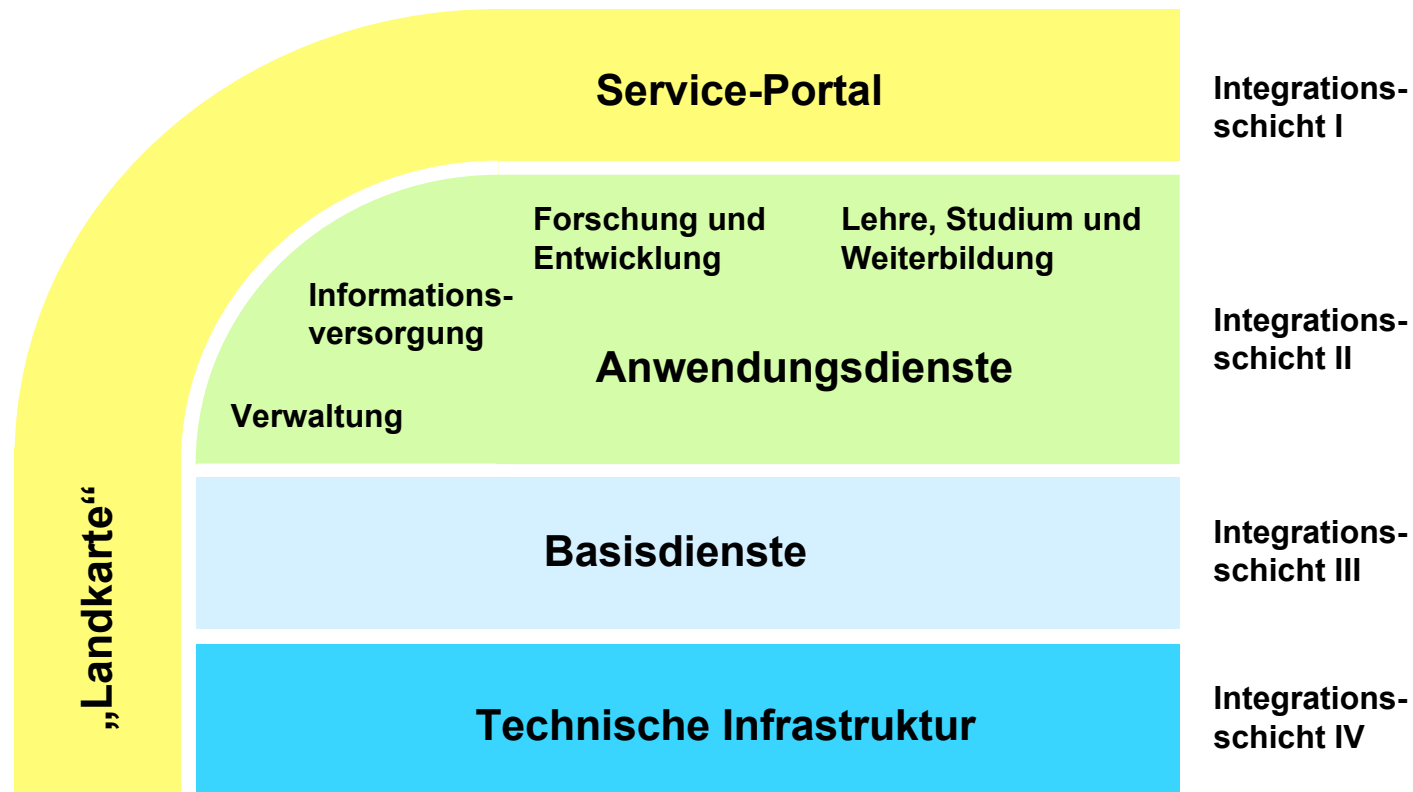 Service-Portal
Integrations-
schicht I
Forschung und
Entwicklung
Lehre, Studium und
Weiterbildung
Informations-
versorgung
Anwendungsdienste
Verwaltung
Integrations-
schicht II
„Landkarte“
Basisdienste
Integrations-
schicht III
Technische Infrastruktur
Integrations-
schicht IV